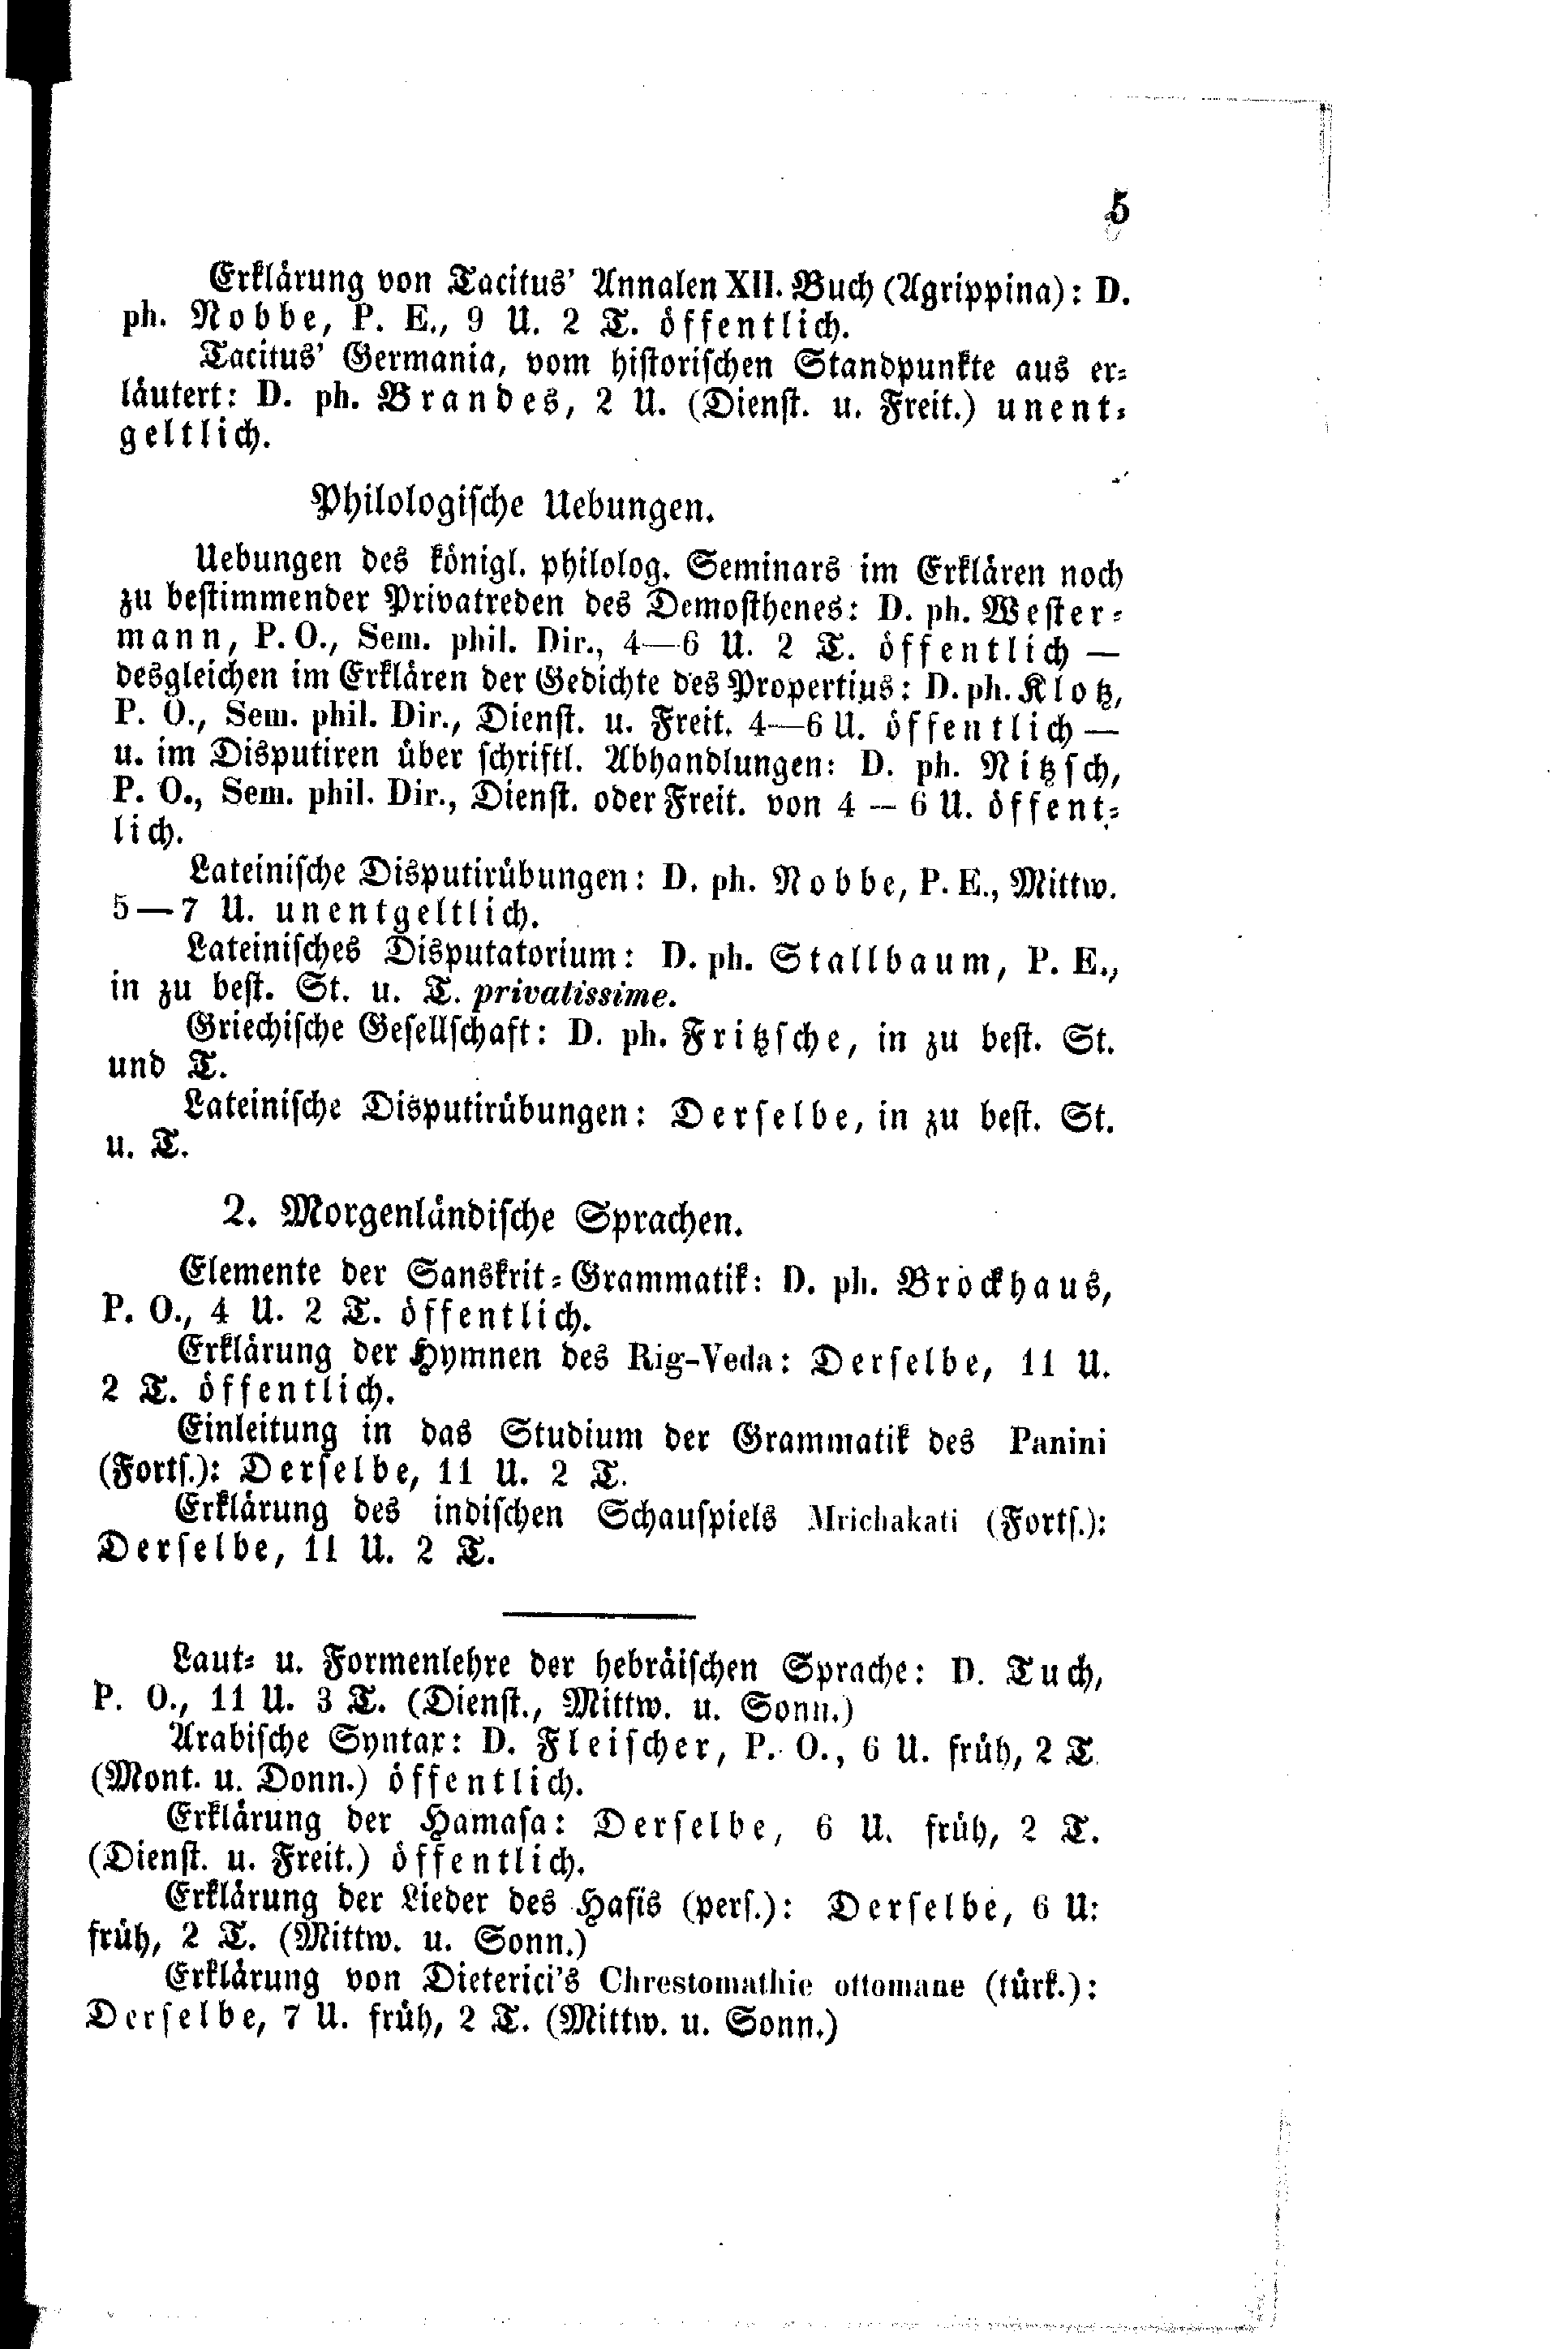 5
Erklärung von Tacitus' Annalen XII. Buch (Agrippina): D.
ph. Nobbe, P. E., 9 U. 2 T. öffentlich.
Tacitus' Germania, vom historischen Standpunkte aus er-
läutert: D. ph. Brandes, 2 U. (Dienst. u. Freit.) unent-
geltlich.
Philologische Uebungen.
Uebungen des königl. philolog. Seminars im Erklären noch
zu bestimmender Privatreden des Demosthenes: D. ph. Wester-
mann, P. O., Sem. phil. Dir., 4—6 U. 2 T. öffentlich —
desgleichen im Erklären der Gedichte des Propertius: D. ph. Klotz,
P. O., Sem. phil. Dir., Dienst. u. Freit. 4—6 U. öffentlich —
u. im Disputiren über schriftl. Abhandlungen: D. ph. Nitzsch,
P. O., Sem. phil. Dir., Dienst. oder Freit. von 4 – 6 U. öffent-
lich.
Lateinische Disputirübungen: D. ph. Nobbe, P. E., Mittw.
5—7 U. unentgeltlich.
Lateinisches Disputatorium: D. ph. Stallbaum, P. E.,
in zu best. St. u. T. privatissime.
Griechische Gesellschaft: D. ph. Fritzsche, in zu best. St.
und T.
Lateinische Disputirübungen: Derselbe, in zu best. St.
u. T.
2. Morgenländische Sprachen.
Elemente der Sanskrit-Grammatik: D. ph. Brockhaus,
P. O., 4 U. 2 T. öffentlich.
Erklärung der Hymnen des Rig-Veda: Derselbe, 11 U.
2 T. öffentlich.
Einleitung in das Studium der Grammatik des Panini
(Forts.): Derselbe, 11 U. 2 T.
Erklärung des indischen Schauspiels Mrichakati (Forts.):
Derselbe, 11 U. 2 T.
Laut- u. Formenlehre der hebräischen Sprache: D. Tuch,
P. O., 11 U. 3 T. (Dienst., Mittw. u. Sonn.)
Arabische Syntax: D. Fleischer, P. O., 6 U. früh, 2 T.
(Mont. u. Donn.) öffentlich.
Erklärung der Hamasa: Derselbe, 6 U. früh, 2 T.
(Dienst. u. Freit.) öffentlich.
Erklärung der Lieder des Hafis (pers.): Derselbe, 6 U:
früh, 2 T. (Mittw. u. Sonn.)
Erklärung von Dieterici's Chrestomathie ottomane (türk.):
Derselbe, 7 U. früh, 2 T. (Mittw. u. Sonn.)